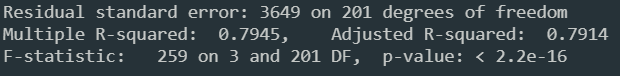 Residual standard error: 3649 on 201 degrees of freedom
Multiple R-squared:  0.7945,    Adjusted R-squared:  0.7914
F-statistic:   259 on 3 and 201 DF,  p-value: < 2.2e-16